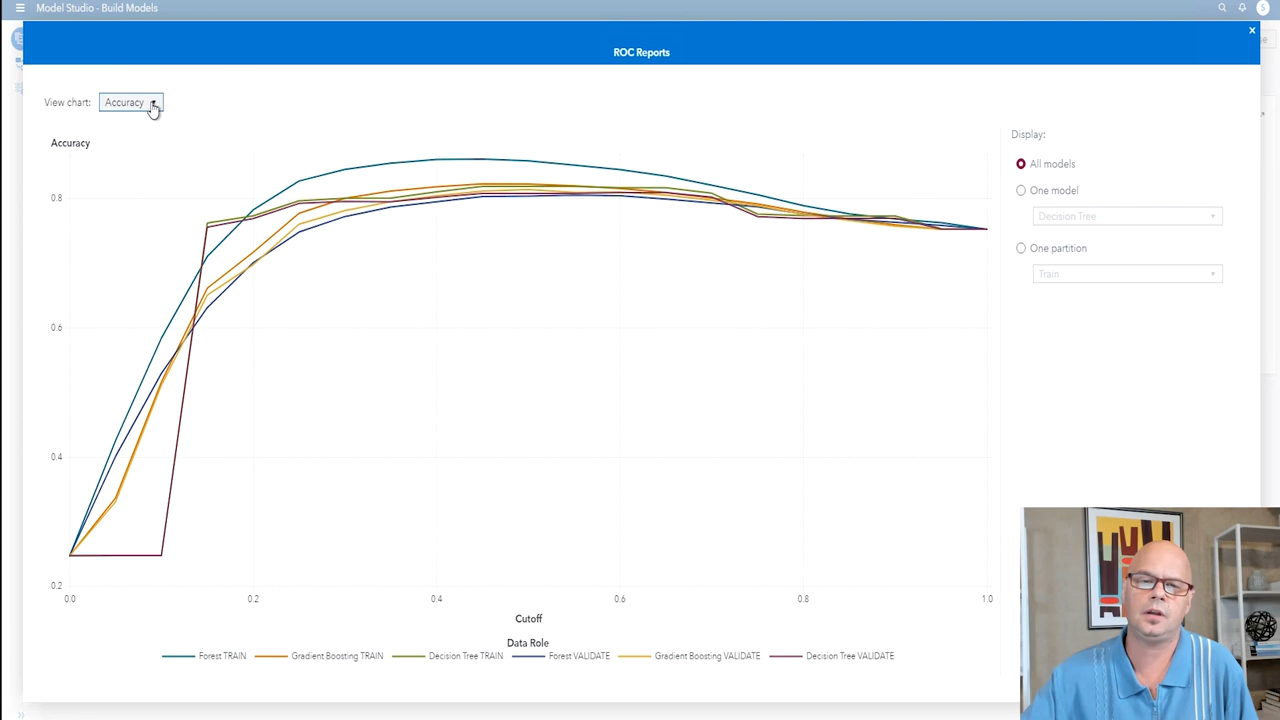 Model Studio - Build Models
S
ROC Reports
View chart: Accuracy
Accuracy
0.8
0.6
0.4
0.2
0.0 0.2 0.4 0.6 0.8 1.0
Cutoff
Data Role
Forest TRAIN Gradient Boosting TRAIN Decision Tree TRAIN Forest VALIDATE Gradient Boosting VALIDATE Decision Tree VALIDATE
Display:
All models
One model
Decision Tree
One partition
Train